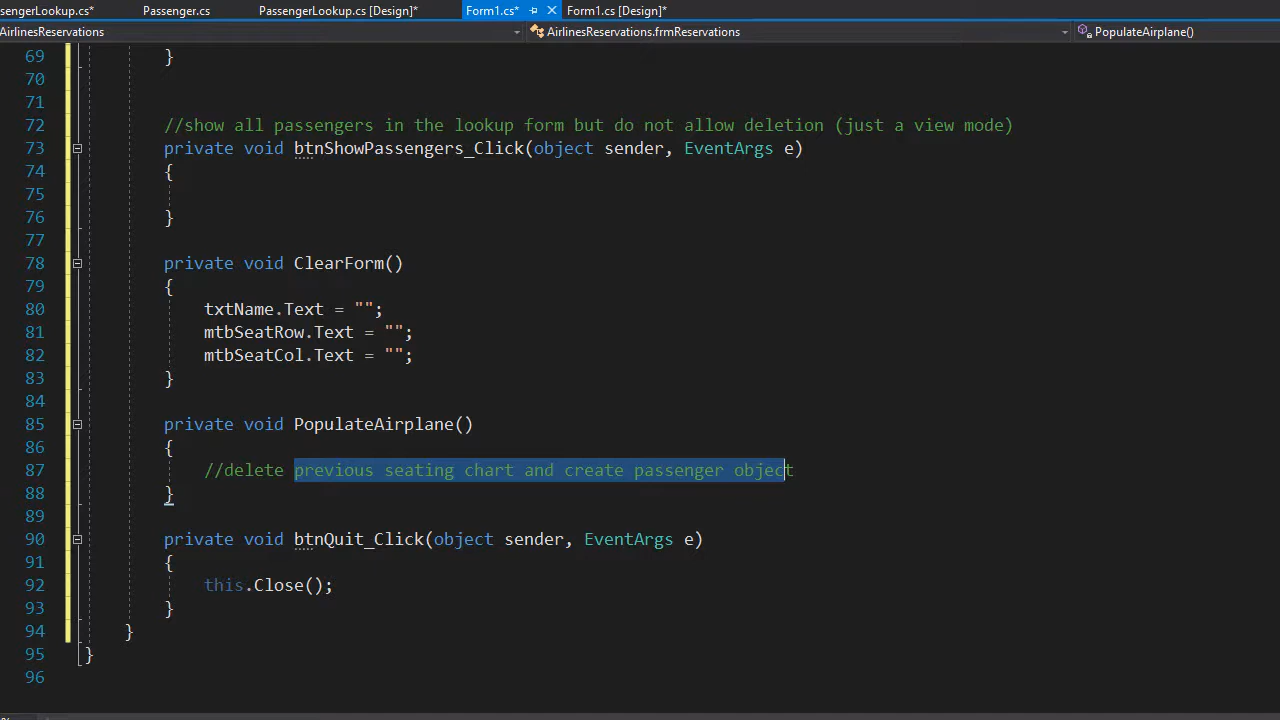 sengerLookup.cs* Passenger.cs PassengerLookup.cs [Design]* Form1.cs* Form1.cs [Design]*
AirlinesReservations AirlinesReservations.frmReservations PopulateAirplane()
69 }
70
71
72 //show all passengers in the lookup form but do not allow deletion (just a view mode)
73 private void btnShowPassengers_Click(object sender, EventArgs e)
74 {
75
76 }
77
78 private void ClearForm()
79 {
80 txtName.Text = "";
81 mtbSeatRow.Text = "";
82 mtbSeatCol.Text = "";
83 }
84
85 private void PopulateAirplane()
86 {
87 //delete previous seating chart and create passenger object
88 }
89
90 private void btnQuit_Click(object sender, EventArgs e)
91 {
92 this.Close();
93 }
94 }
95 }
96
%